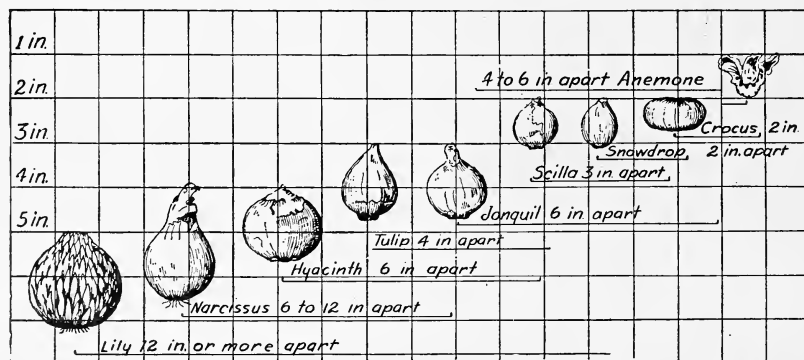 1 in.
2 in.
3 in.
4 in.
5 in.
4 to 6 in apart Anemone
Crocus, 2 in.
Snowdrop, 2 in. apart
Scilla 3 in. apart
Jonquil 6 in apart
Tulip 4 in apart
Hyacinth 6 in apart
Narcissus 6 to 12 in apart
Lily 12 in. or more apart